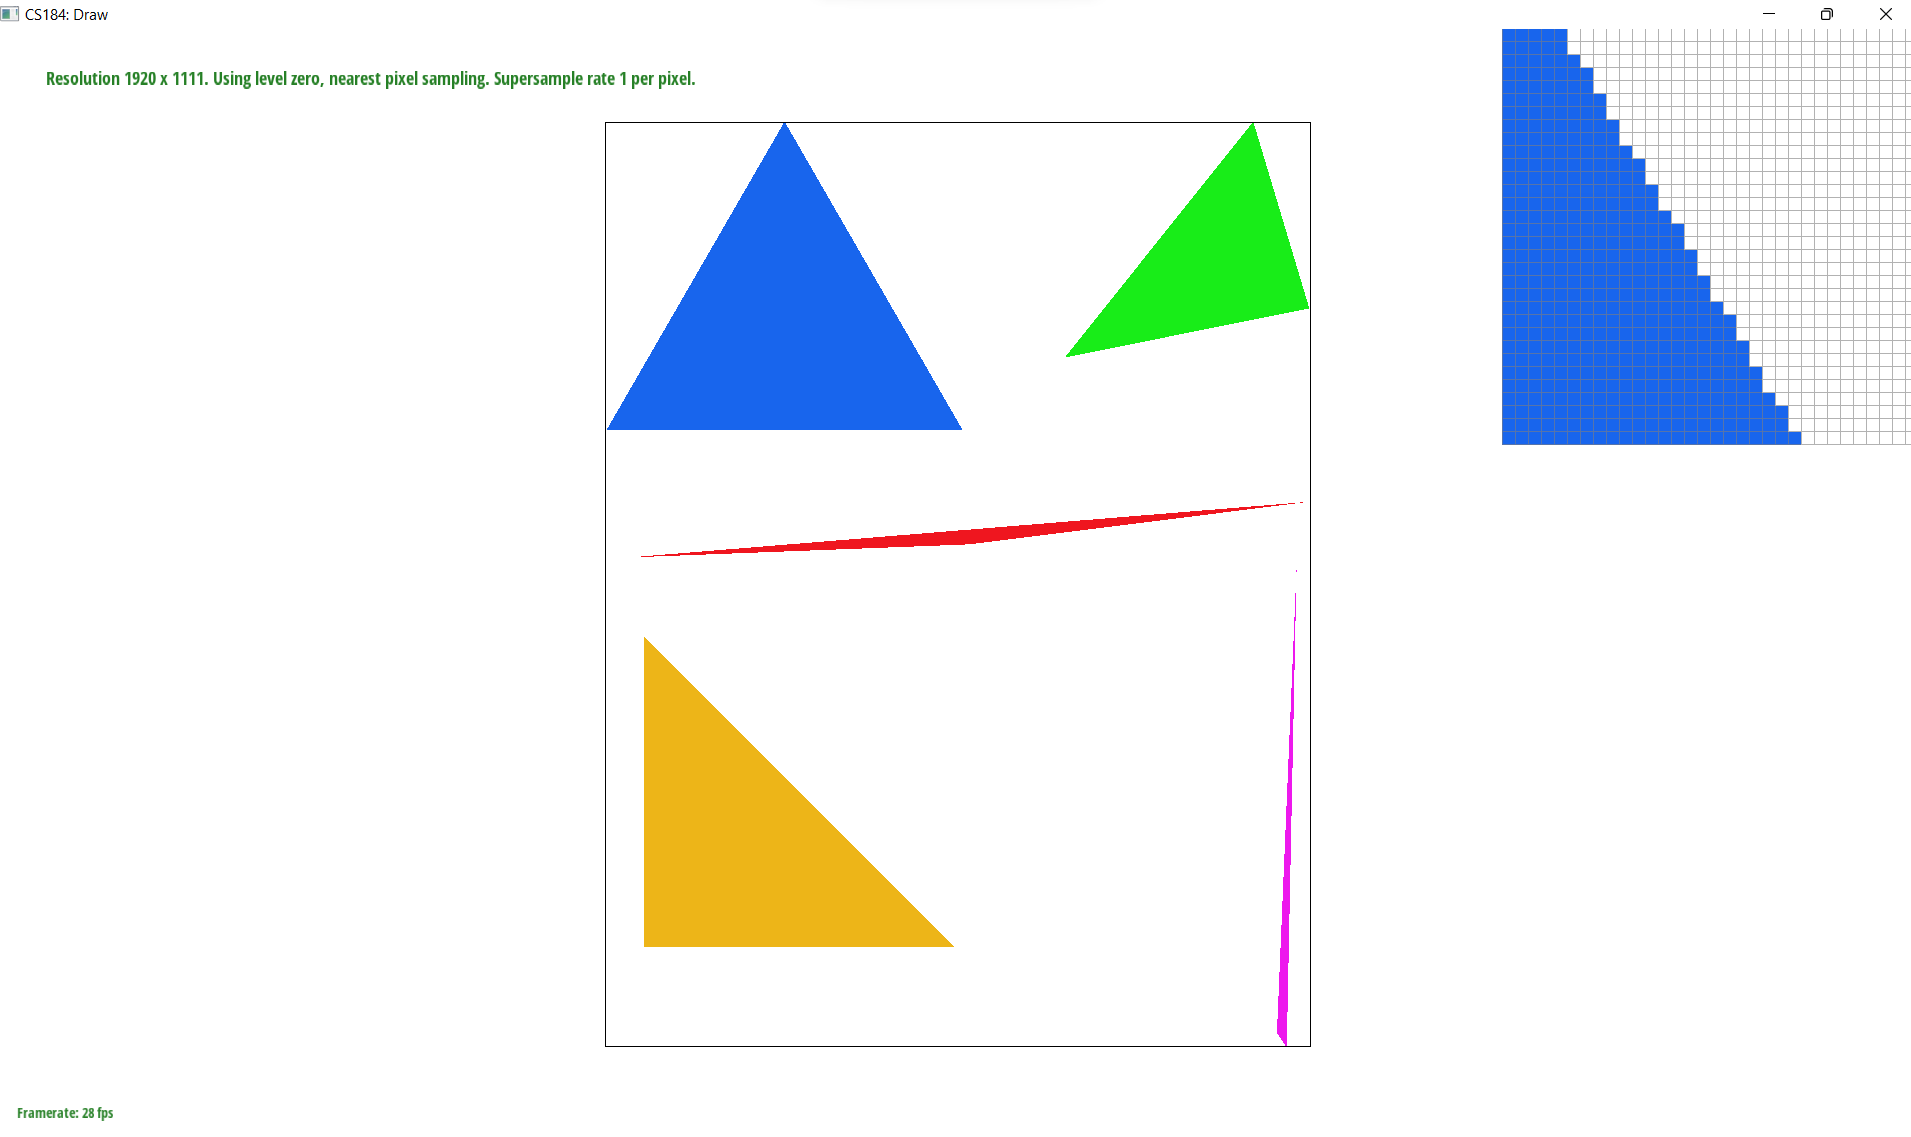 CS184: Draw
Resolution 1920 x 1111. Using level zero, nearest pixel sampling. Supersample rate 1 per pixel.
Framerate: 28 fps